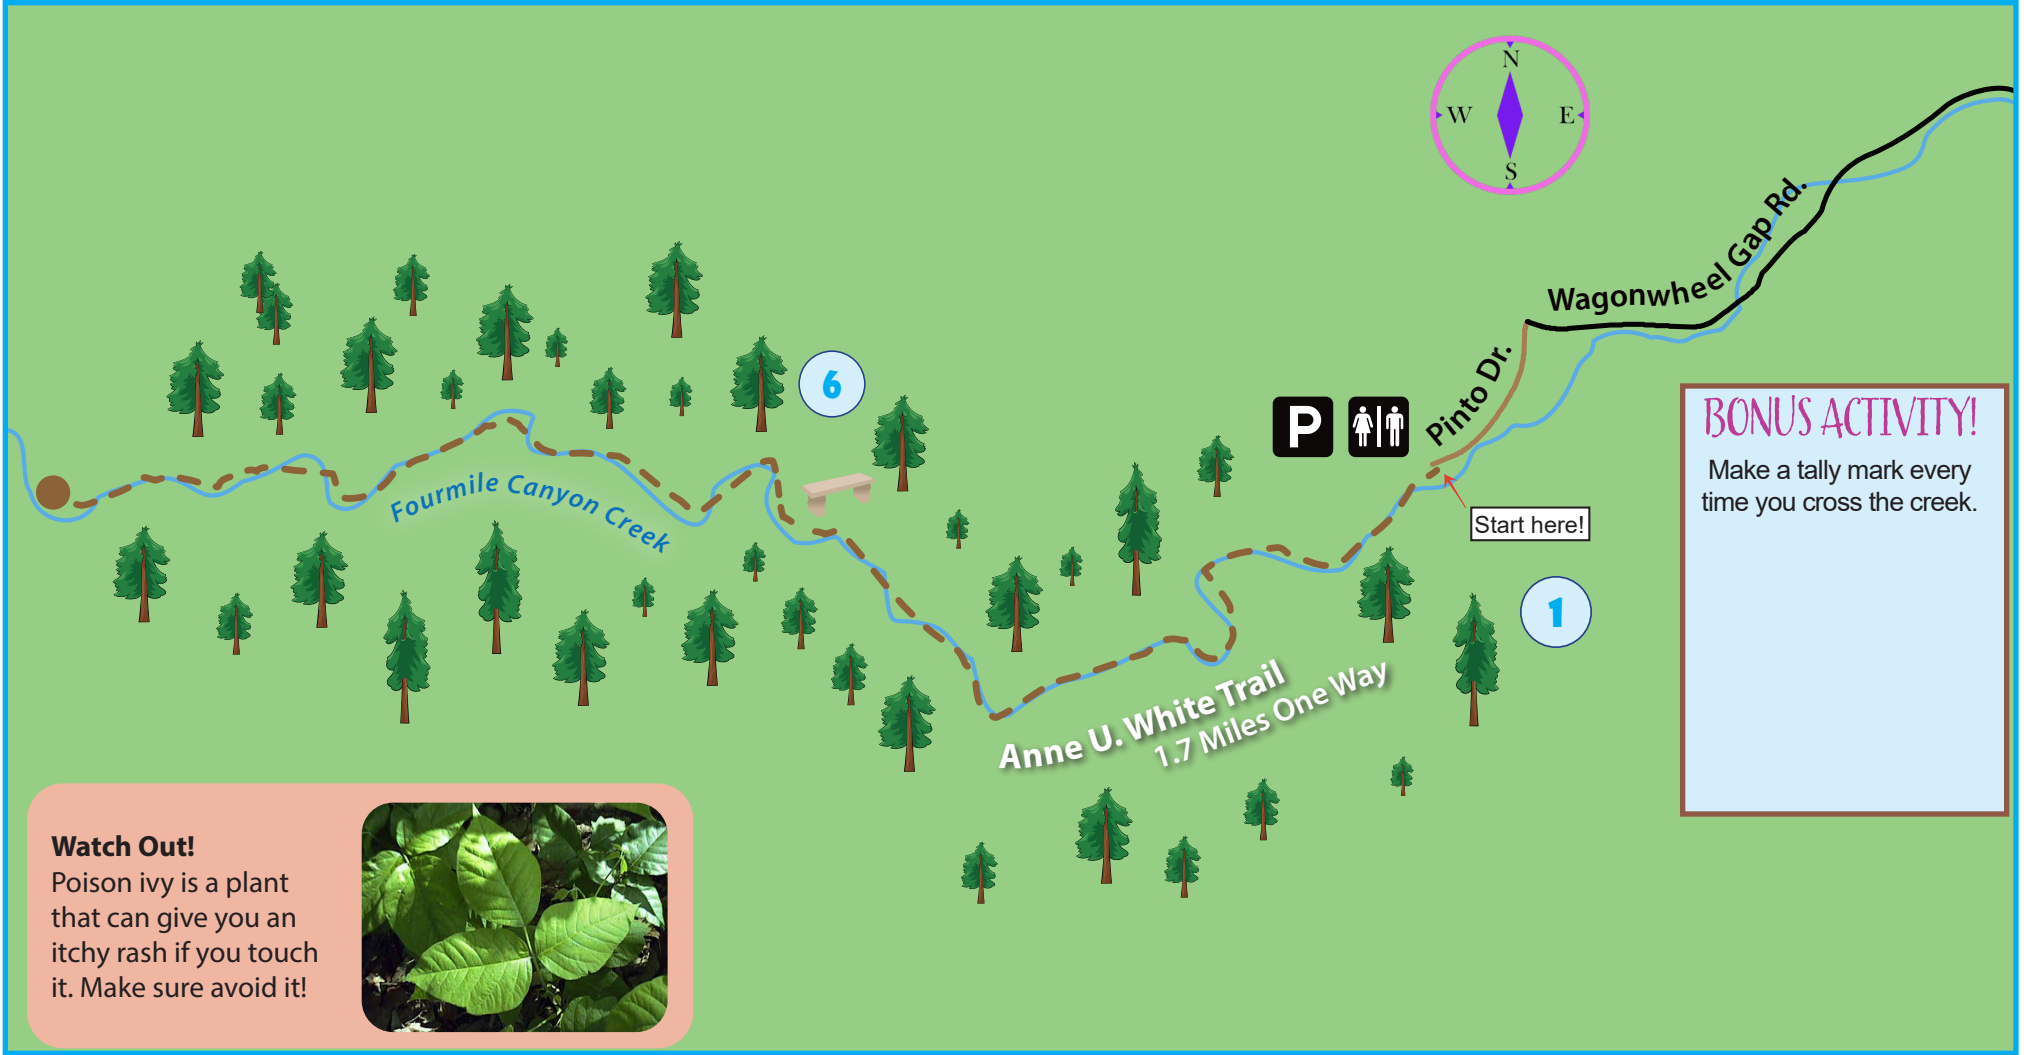 N
W
E
S
Wagonwheel Gap Rd.
Pinto Dr.
P
Start here!
6
1
Fourmile Canyon Creek
Anne U. White Trail
1.7 Miles One Way
BONUS ACTIVITY!
Make a tally mark every
time you cross the creek.
Watch Out!
Poison ivy is a plant
that can give you an
itchy rash if you touch
it. Make sure avoid it!